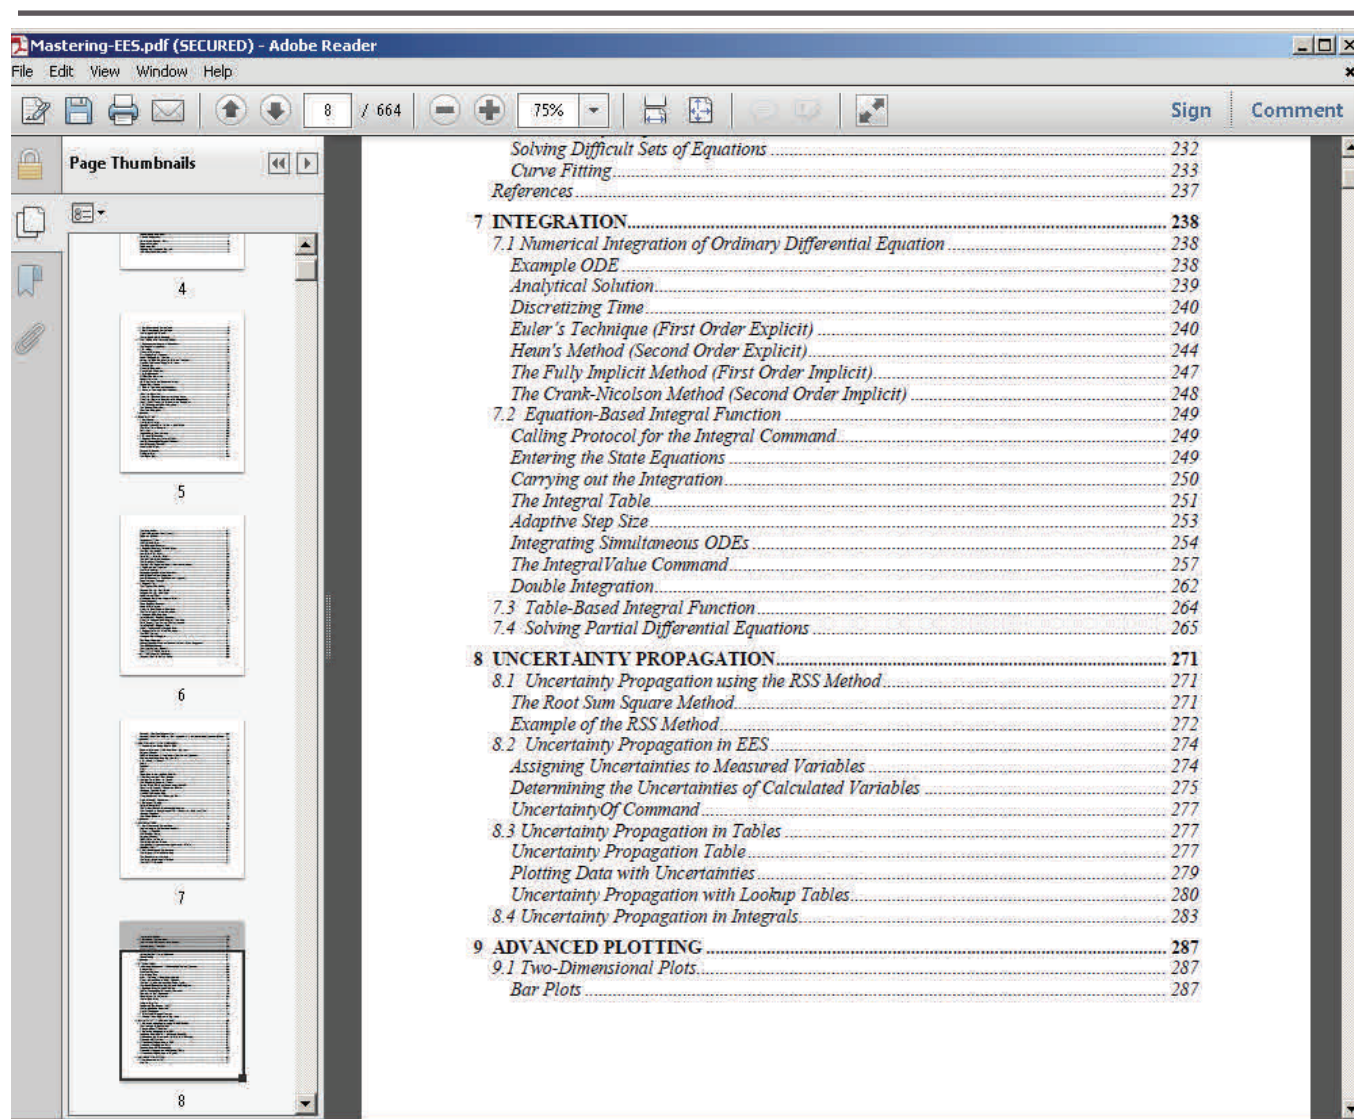 Mastering-EES.pdf (SECURED) - Adobe Reader
File Edit View Window Help
8 / 664 75% Sign Comment
Page Thumbnails
4
5
6
7
8
Solving Difficult Sets of Equations 232
Curve Fitting 233
References 237
7 INTEGRATION 238
7.1 Numerical Integration of Ordinary Differential Equation 238
Example ODE 238
Analytical Solution 239
Discretizing Time 240
Euler's Technique (First Order Explicit) 240
Heun's Method (Second Order Explicit) 244
The Fully Implicit Method (First Order Implicit) 247
The Crank-Nicolson Method (Second Order Implicit) 248
7.2 Equation-Based Integral Function 249
Calling Protocol for the Integral Command 249
Entering the State Equations 249
Carrying out the Integration 250
The Integral Table 251
Adaptive Step Size 253
Integrating Simultaneous ODEs 254
The IntegralValue Command 257
Double Integration 262
7.3 Table-Based Integral Function 264
7.4 Solving Partial Differential Equations 265
8 UNCERTAINTY PROPAGATION 271
8.1 Uncertainty Propagation using the RSS Method 271
The Root Sum Square Method 271
Example of the RSS Method 272
8.2 Uncertainty Propagation in EES 274
Assigning Uncertainties to Measured Variables 274
Determining the Uncertainties of Calculated Variables 275
UncertaintyOf Command 277
8.3 Uncertainty Propagation in Tables 277
Uncertainty Propagation Table 277
Plotting Data with Uncertainties 279
Uncertainty Propagation with Lookup Tables 280
8.4 Uncertainty Propagation in Integrals 283
9 ADVANCED PLOTTING 287
9.1 Two-Dimensional Plots 287
Bar Plots 287